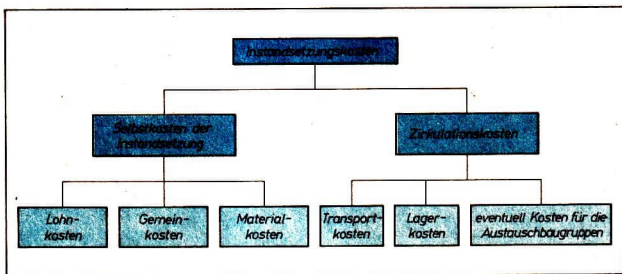 Instandsetzungskosten
Selbstkosten der
Instandsetzung
Zirkulationskosten
Lohn-
kosten
Gemein-
kosten
Material-
kosten
Transport-
kosten
Lager-
kosten
eventuell Kosten für die
Austauschbaugruppen